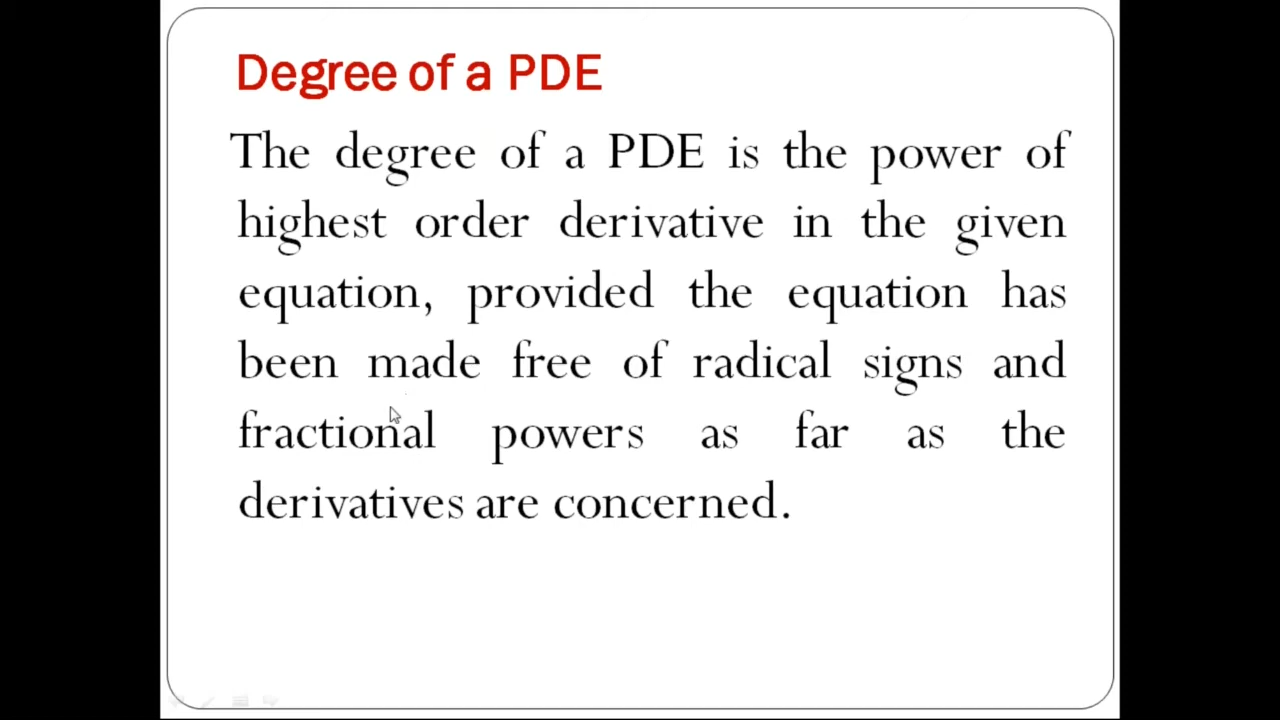 Degree of a PDE
The degree of a PDE is the power of
highest order derivative in the given
equation, provided the equation has
been made free of radical signs and
fractional powers as far as the
derivatives are concerned.